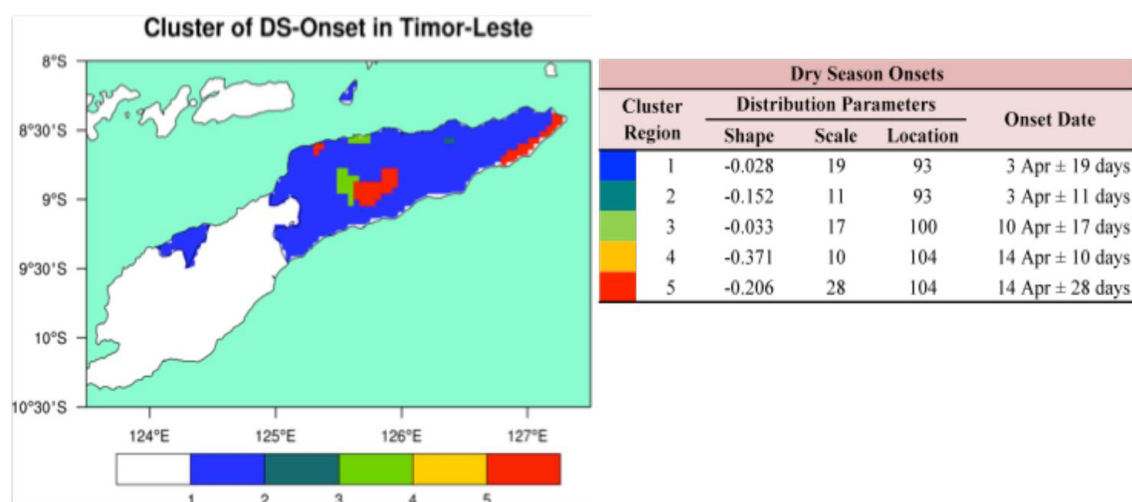 Cluster of DS-Onset in Timor-Leste
8°S
8°30'S
9°S
9°30'S
10°S
10°30'S
124°E 125°E 126°E 127°E
1 2 3 4 5
Dry Season Onsets
Cluster Region Distribution Parameters Onset Date
Shape Scale Location
1 -0.028 19 93 3 Apr ± 19 days
2 -0.152 11 93 3 Apr ± 11 days
3 -0.033 17 100 10 Apr ± 17 days
4 -0.371 10 104 14 Apr ± 10 days
5 -0.206 28 104 14 Apr ± 28 days